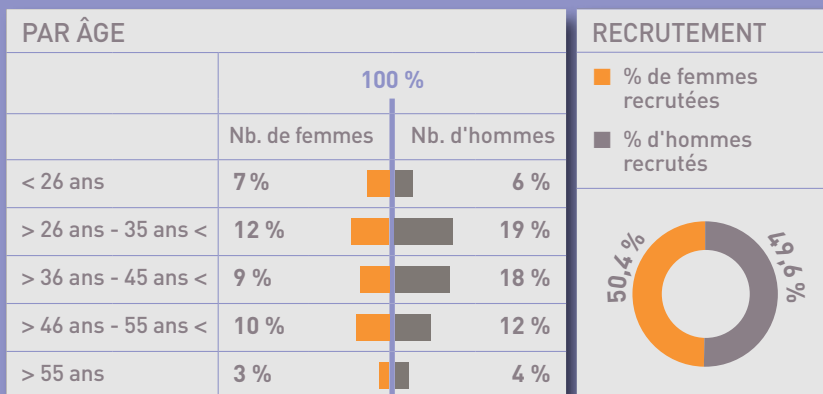 PAR ÂGE
100 %
Nb. de femmes Nb. d'hommes
< 26 ans 7 % 6 %
> 26 ans - 35 ans < 12 % 19 %
> 36 ans - 45 ans < 9 % 18 %
> 46 ans - 55 ans < 10 % 12 %
> 55 ans 3 % 4 %
RECRUTEMENT
% de femmes
recrutées
% d'hommes
recrutés
50,4 %
49,6 %